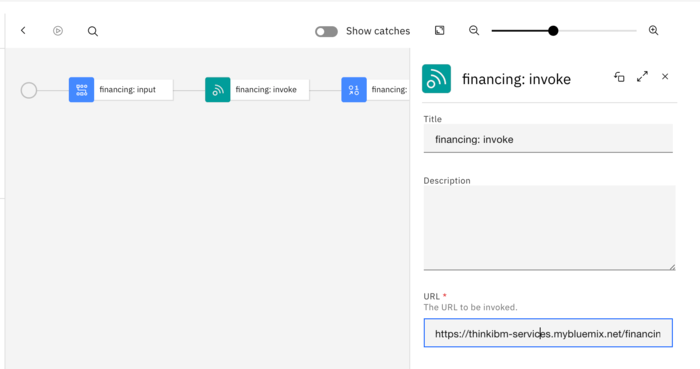 Show catches
financing: input
financing: invoke
financing:
financing: invoke
Title
financing: invoke
Description
URL *
The URL to be invoked.
https://thinkibm-services.mybluemix.net/financin